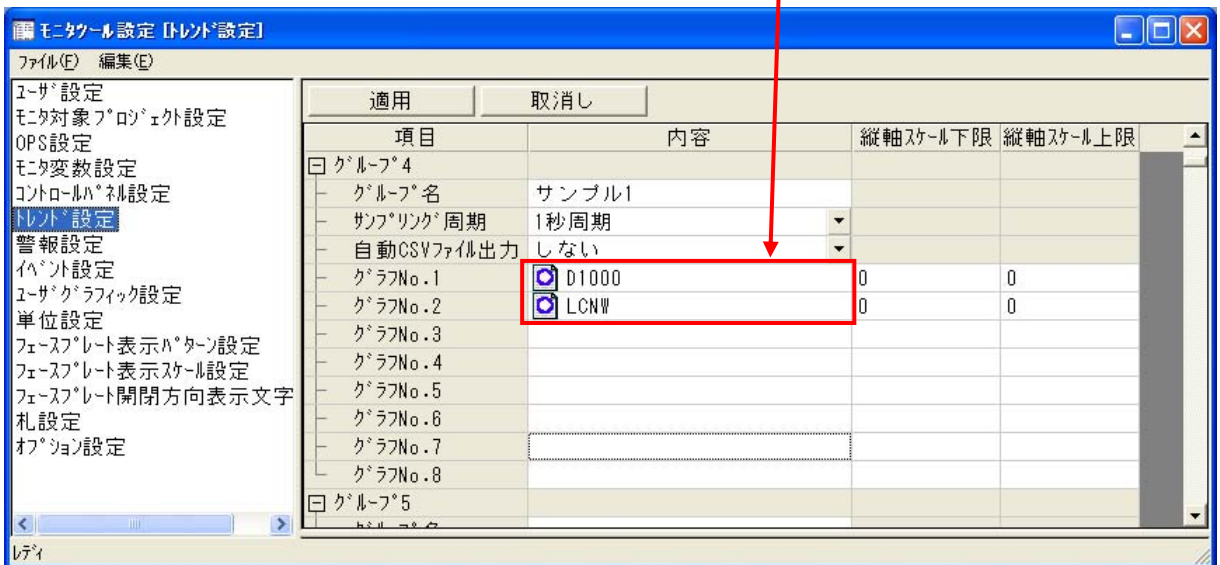 モニタツール設定 [トレンド設定]
ファイル(F) 編集(E)
ユーザ設定
モニタ対象プロジェクト設定
OPS設定
モニタ変数設定
コントロールパネル設定
トレンド設定
警報設定
イベント設定
ユーザグラフィック設定
単位設定
フェースプレート表示パターン設定
フェースプレート表示スケール設定
フェースプレート開閉方向表示文字
札設定
オプション設定
適用 取消し
項目 内容 縦軸スケール下限 縦軸スケール上限
グループ4
グループ名 サンプル1
サンプリング周期 1秒周期
自動CSVファイル出力 しない
グラフNo.1 D1000 0 0
グラフNo.2 LCNW 0 0
グラフNo.3
グラフNo.4
グラフNo.5
グラフNo.6
グラフNo.7
グラフNo.8
グループ5
レディ